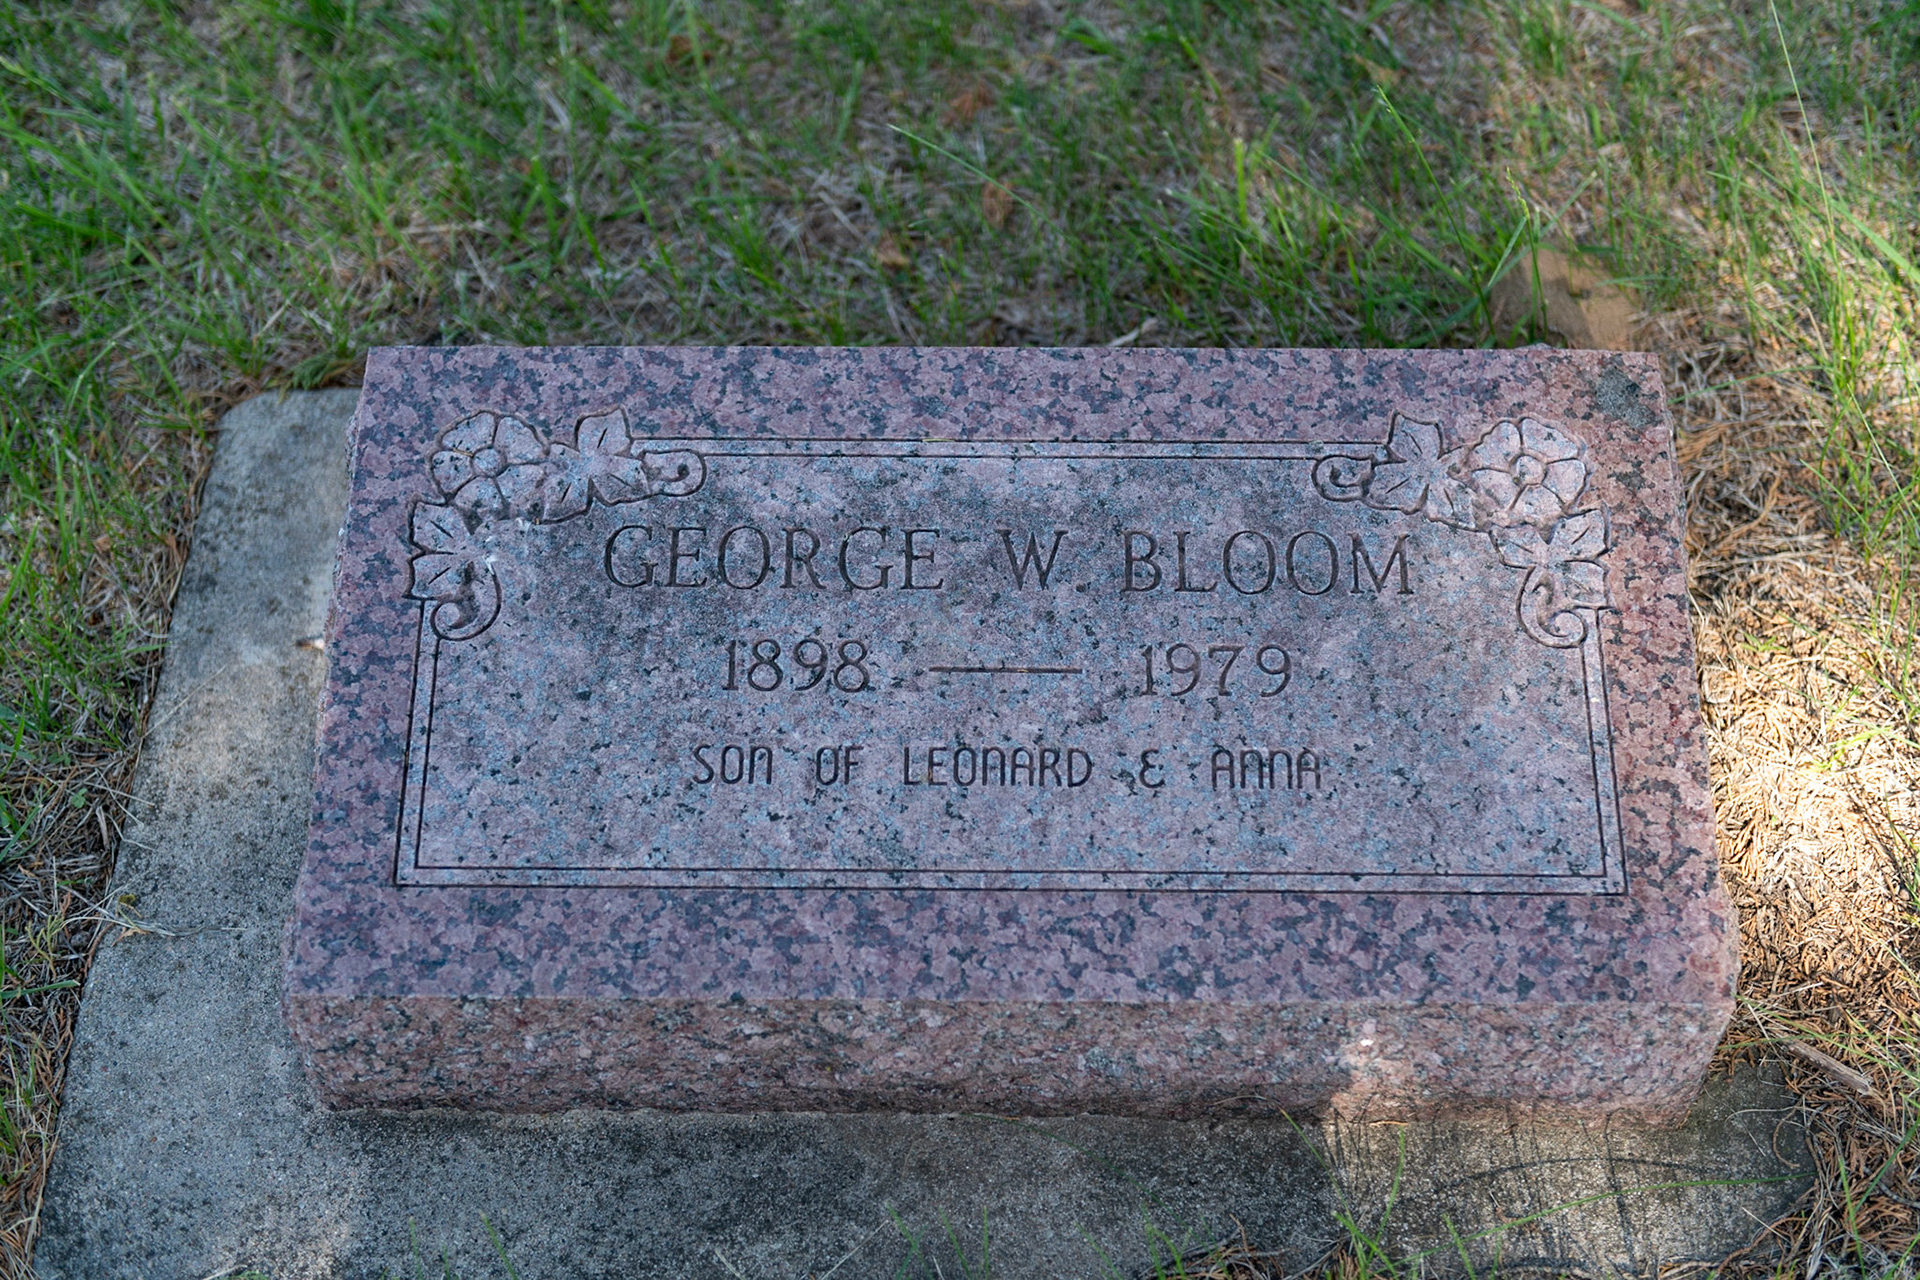 GEORGE W. BLOOM
1898 — 1979
SON OF LEONARD & ANNA